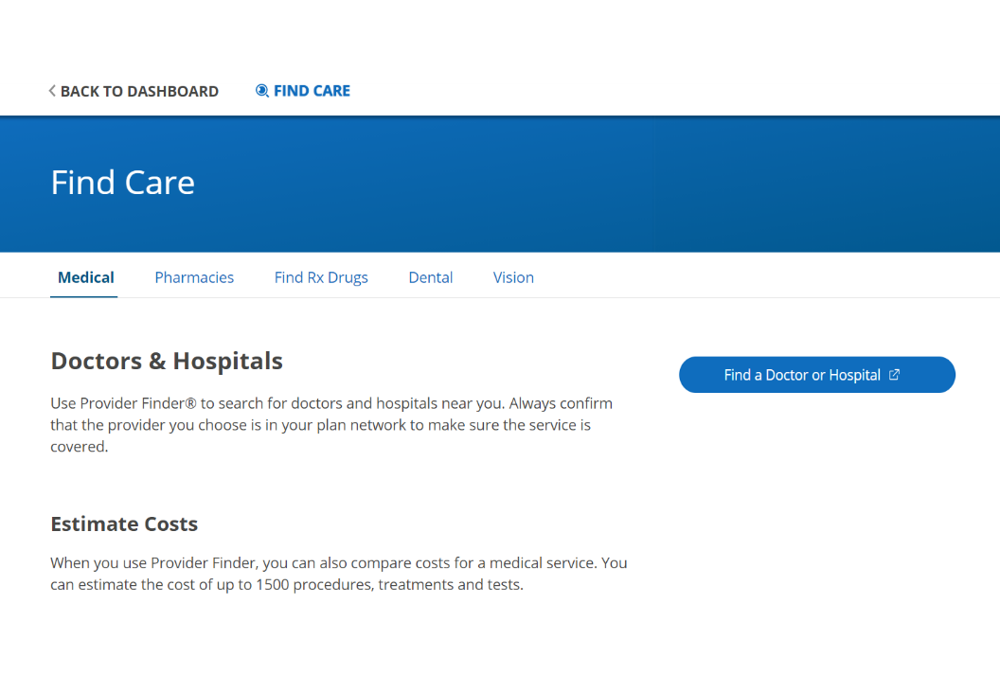 BACK TO DASHBOARD
FIND CARE
Find Care
Medical
Pharmacies
Find Rx Drugs
Dental
Vision
Doctors & Hospitals
Use Provider Finder® to search for doctors and hospitals near you. Always confirm
that the provider you choose is in your plan network to make sure the service is
covered.
Find a Doctor or Hospital
Estimate Costs
When you use Provider Finder, you can also compare costs for a medical service. You
can estimate the cost of up to 1500 procedures, treatments and tests.